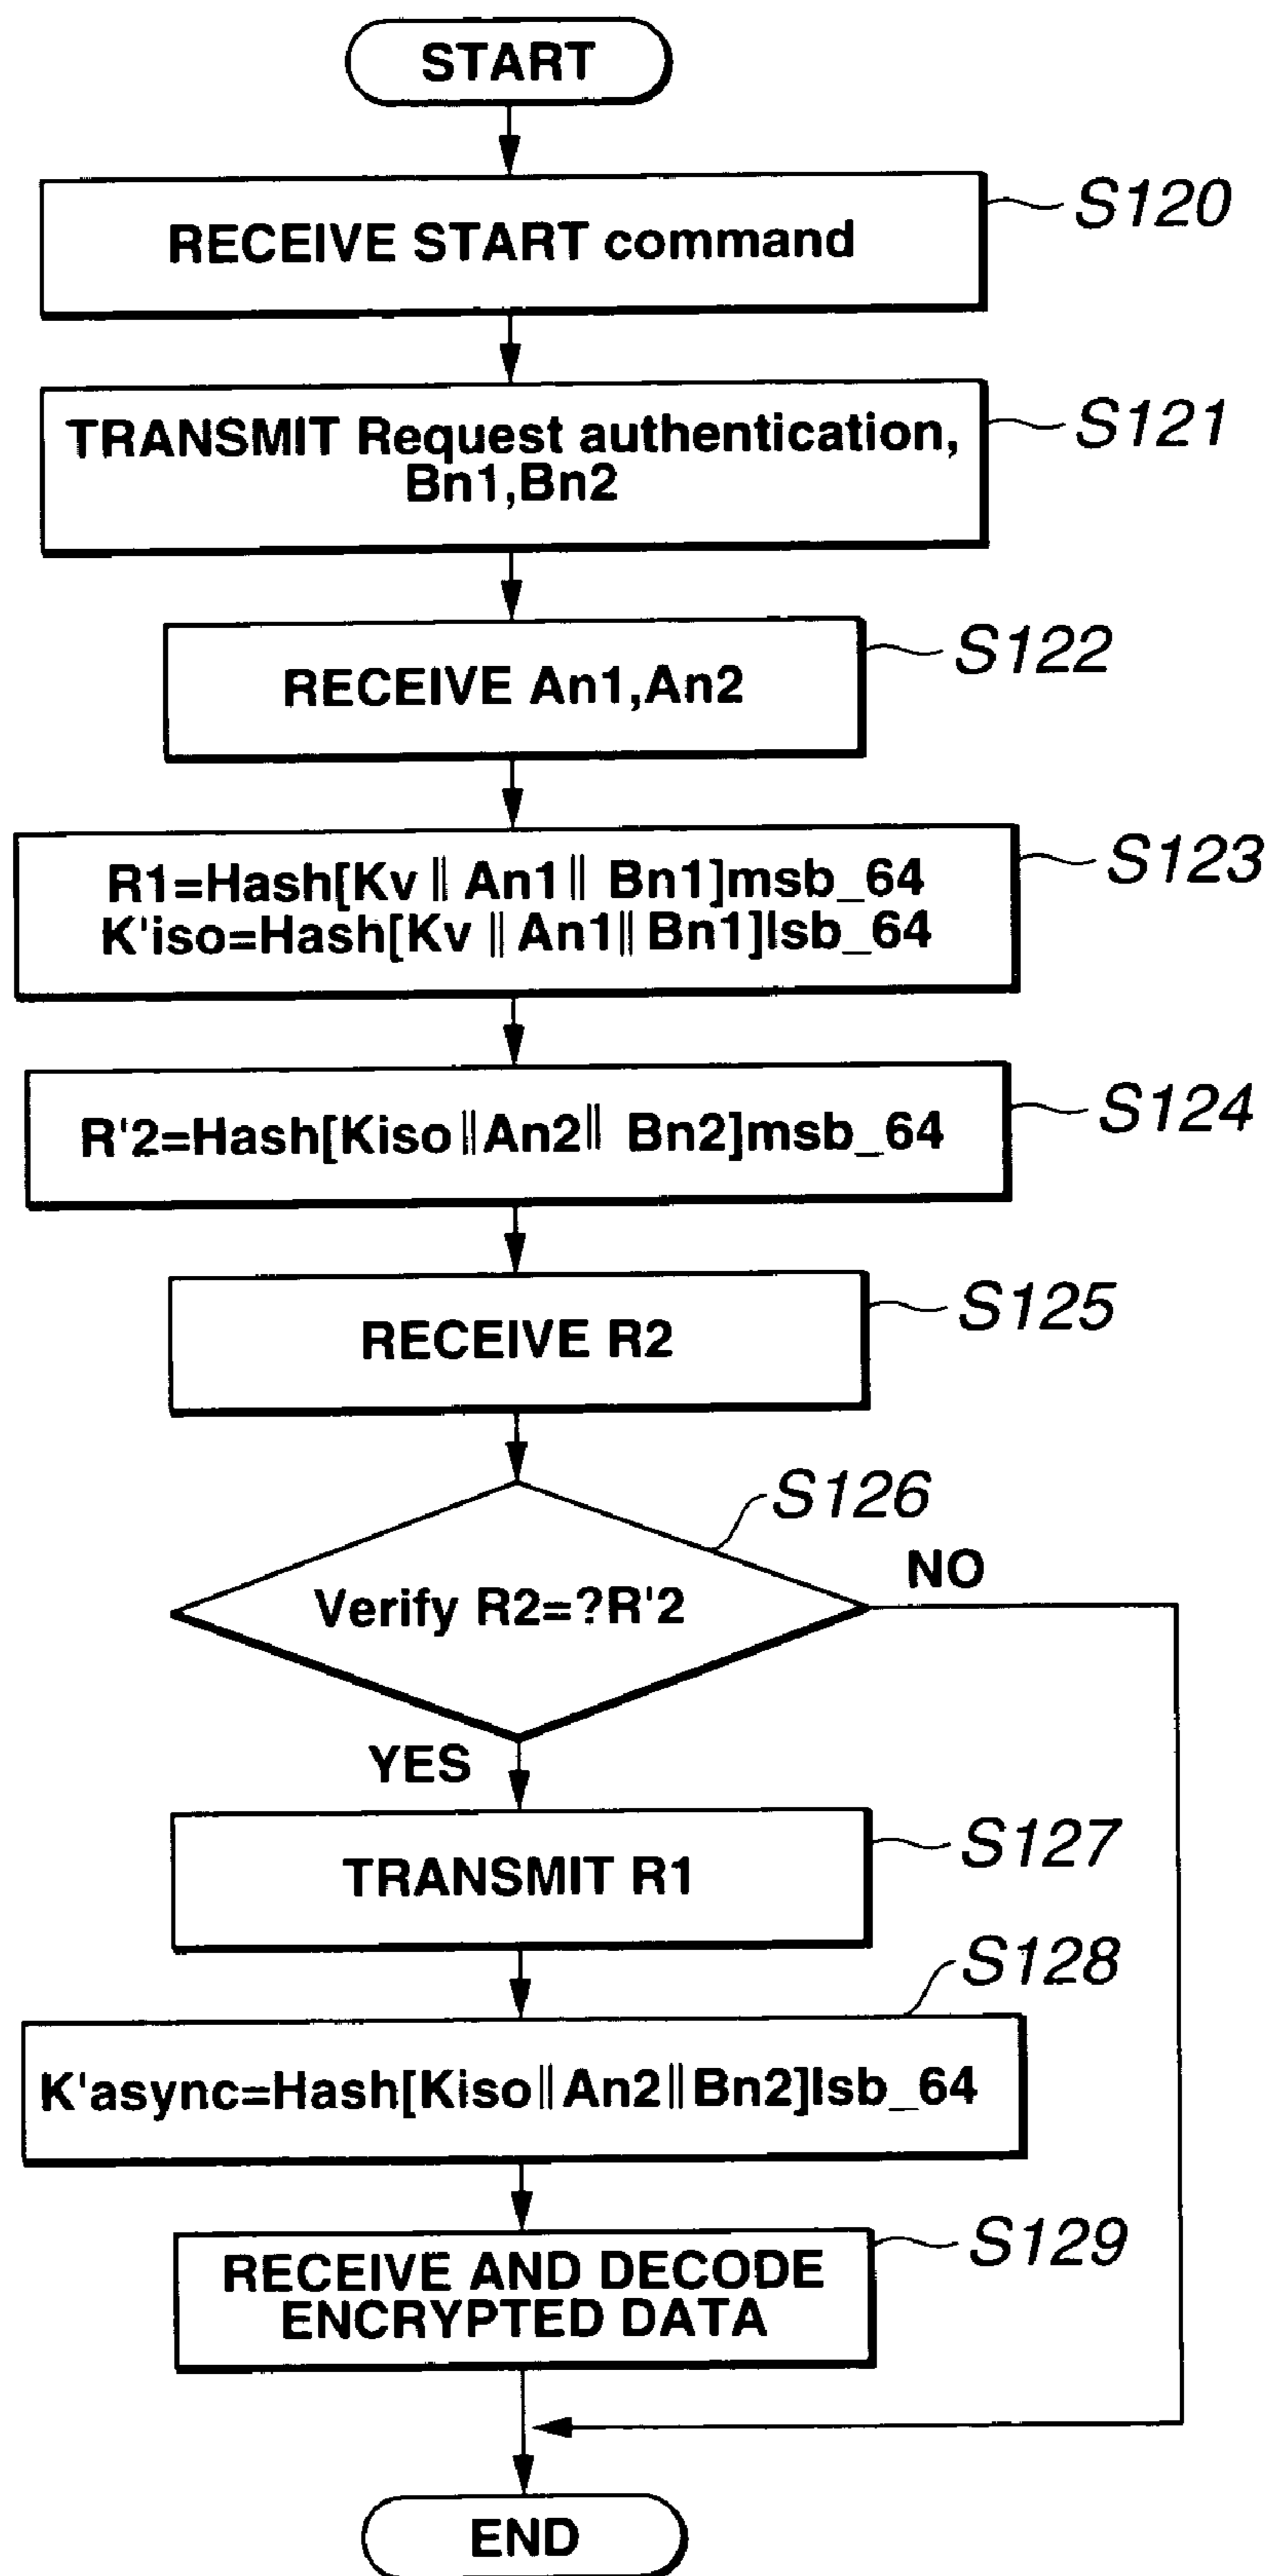 START
S120
RECEIVE START command
S121
TRANSMIT Request authentication,
Bn1,Bn2
S122
RECEIVE An1,An2
S123
R1=Hash[Kv || An1 || Bn1]msb_64
K'iso=Hash[Kv || An1 || Bn1]lsb_64
S124
R'2=Hash[Kiso || An2 || Bn2]msb_64
S125
RECEIVE R2
S126
NO
Verify R2=?R'2
YES
S127
TRANSMIT R1
S128
K'async=Hash[Kiso || An2 || Bn2]lsb_64
S129
RECEIVE AND DECODE
ENCRYPTED DATA
END